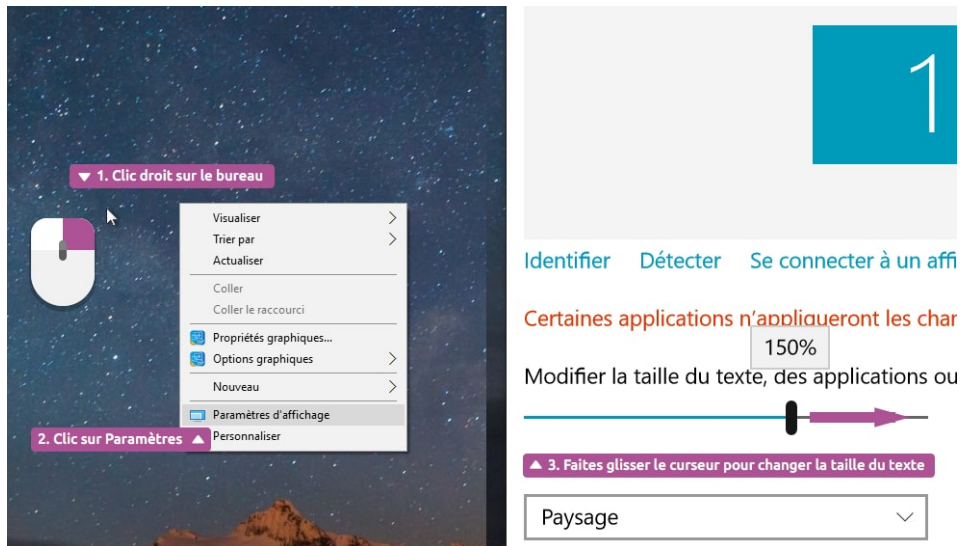 ▼ 1. Clic droit sur le bureau
Visualiser
Trier par
Actualiser
Coller
Coller le raccourci
Propriétés graphiques...
Options graphiques
Nouveau
Paramètres d'affichage
2. Clic sur Paramètres ▲
Personnaliser
1
Identifier Détecter Se connecter à un affi
Certaines applications n'appliqueront les char
150%
Modifier la taille du texte, des applications ou
▲ 3. Faites glisser le curseur pour changer la taille du texte
Paysage